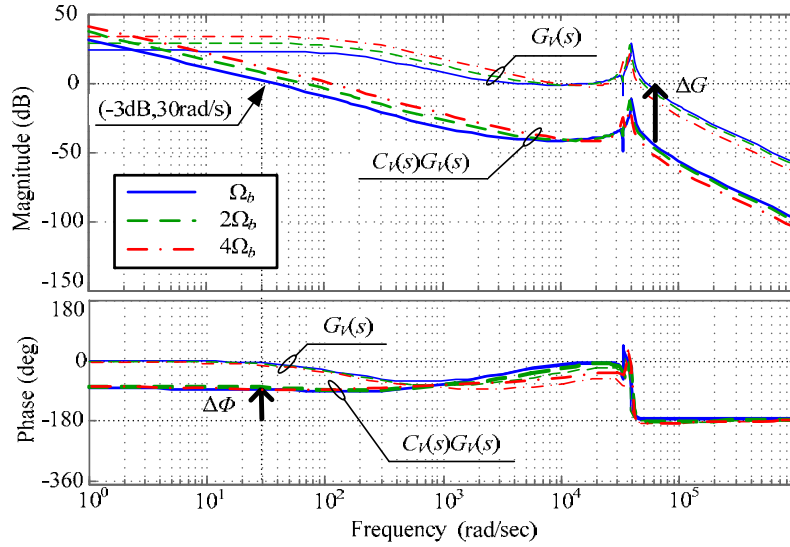 50
0
-50
-100
-150
Magnitude (dB)
G_V(s)
(-3dB,30rad/s)
ΔG
C_V(s)G_V(s)
Ω_b
2Ω_b
4Ω_b
180
0
-180
-360
Phase (deg)
G_V(s)
ΔΦ
C_V(s)G_V(s)
10^0 10^1 10^2 10^3 10^4 10^5
Frequency (rad/sec)